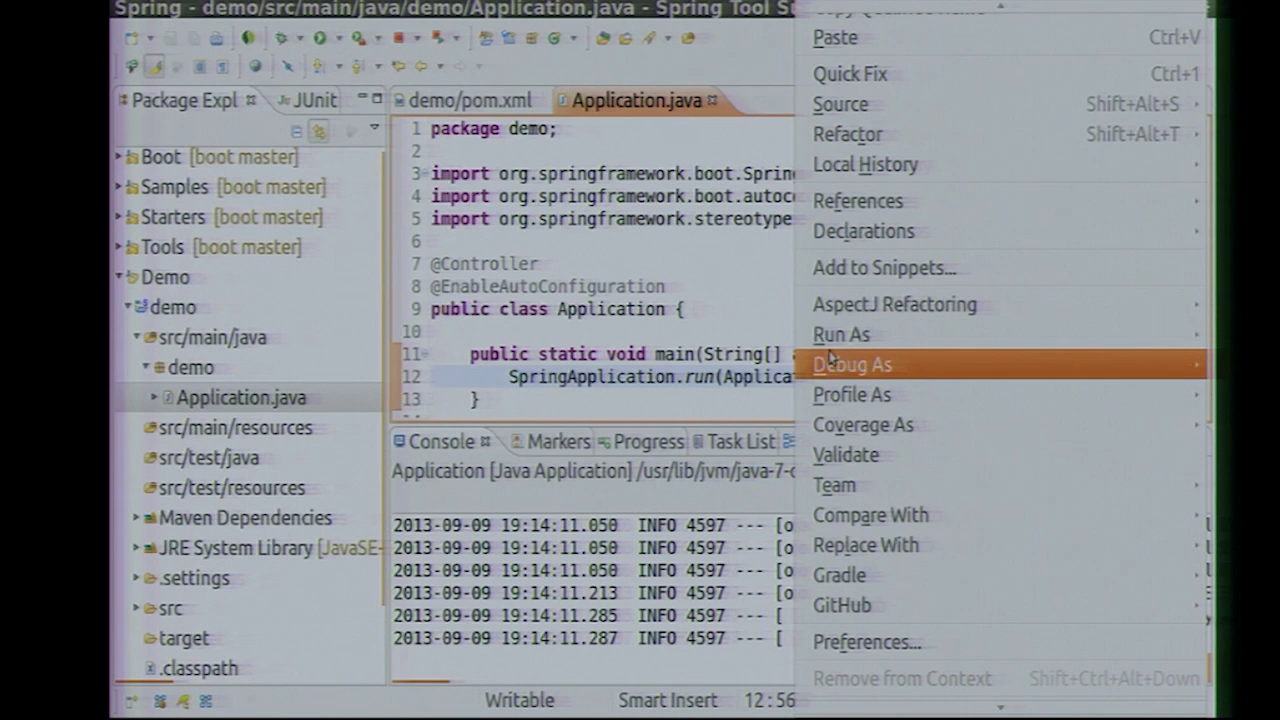 Spring - demo/src/main/java/demo/Application.java - Spring Tool
Package Expl
JUnit
Boot [boot master]
Samples [boot master]
Starters [boot master]
Tools [boot master]
Demo
demo
src/main/java
demo
Application.java
src/main/resources
src/test/java
src/test/resources
Maven Dependencies
JRE System Library [JavaSE-
.settings
src
target
.classpath
demo/pom.xml
Application.java
1 package demo;
2
3 import org.springframework.boot.Sprin
4 import org.springframework.boot.autoc
5 import org.springframework.stereotype
6
7 @Controller
8 @EnableAutoConfiguration
9 public class Application {
10
11 public static void main(String[]
12 SpringApplication.run(Applica
13 }
Console
Markers
Progress
Task List
Application [Java Application] /usr/lib/jvm/java-7-
2013-09-09 19:14:11.050 INFO 4597 --- [o
2013-09-09 19:14:11.050 INFO 4597 --- [o
2013-09-09 19:14:11.050 INFO 4597 --- [o
2013-09-09 19:14:11.213 INFO 4597 --- [o
2013-09-09 19:14:11.285 INFO 4597 --- [
2013-09-09 19:14:11.287 INFO 4597 --- [
Paste Ctrl+V
Quick Fix Ctrl+1
Source Shift+Alt+S
Refactor Shift+Alt+T
Local History
References
Declarations
Add to Snippets...
AspectJ Refactoring
Run As
Debug As
Profile As
Coverage As
Validate
Team
Compare With
Replace With
Gradle
GitHub
Preferences...
Remove from Context Shift+Ctrl+Alt+Down
Writable
Smart Insert
12:56